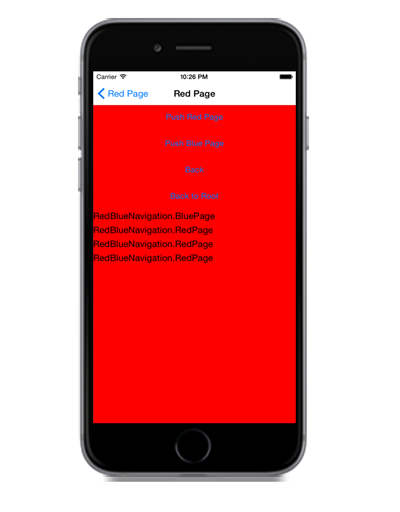 Carrier 10:26 PM
Red Page Red Page
Push Red Page
Push Blue Page
Back
Back to Root
RedBlueNavigation.BluePage
RedBlueNavigation.RedPage
RedBlueNavigation.RedPage
RedBlueNavigation.RedPage